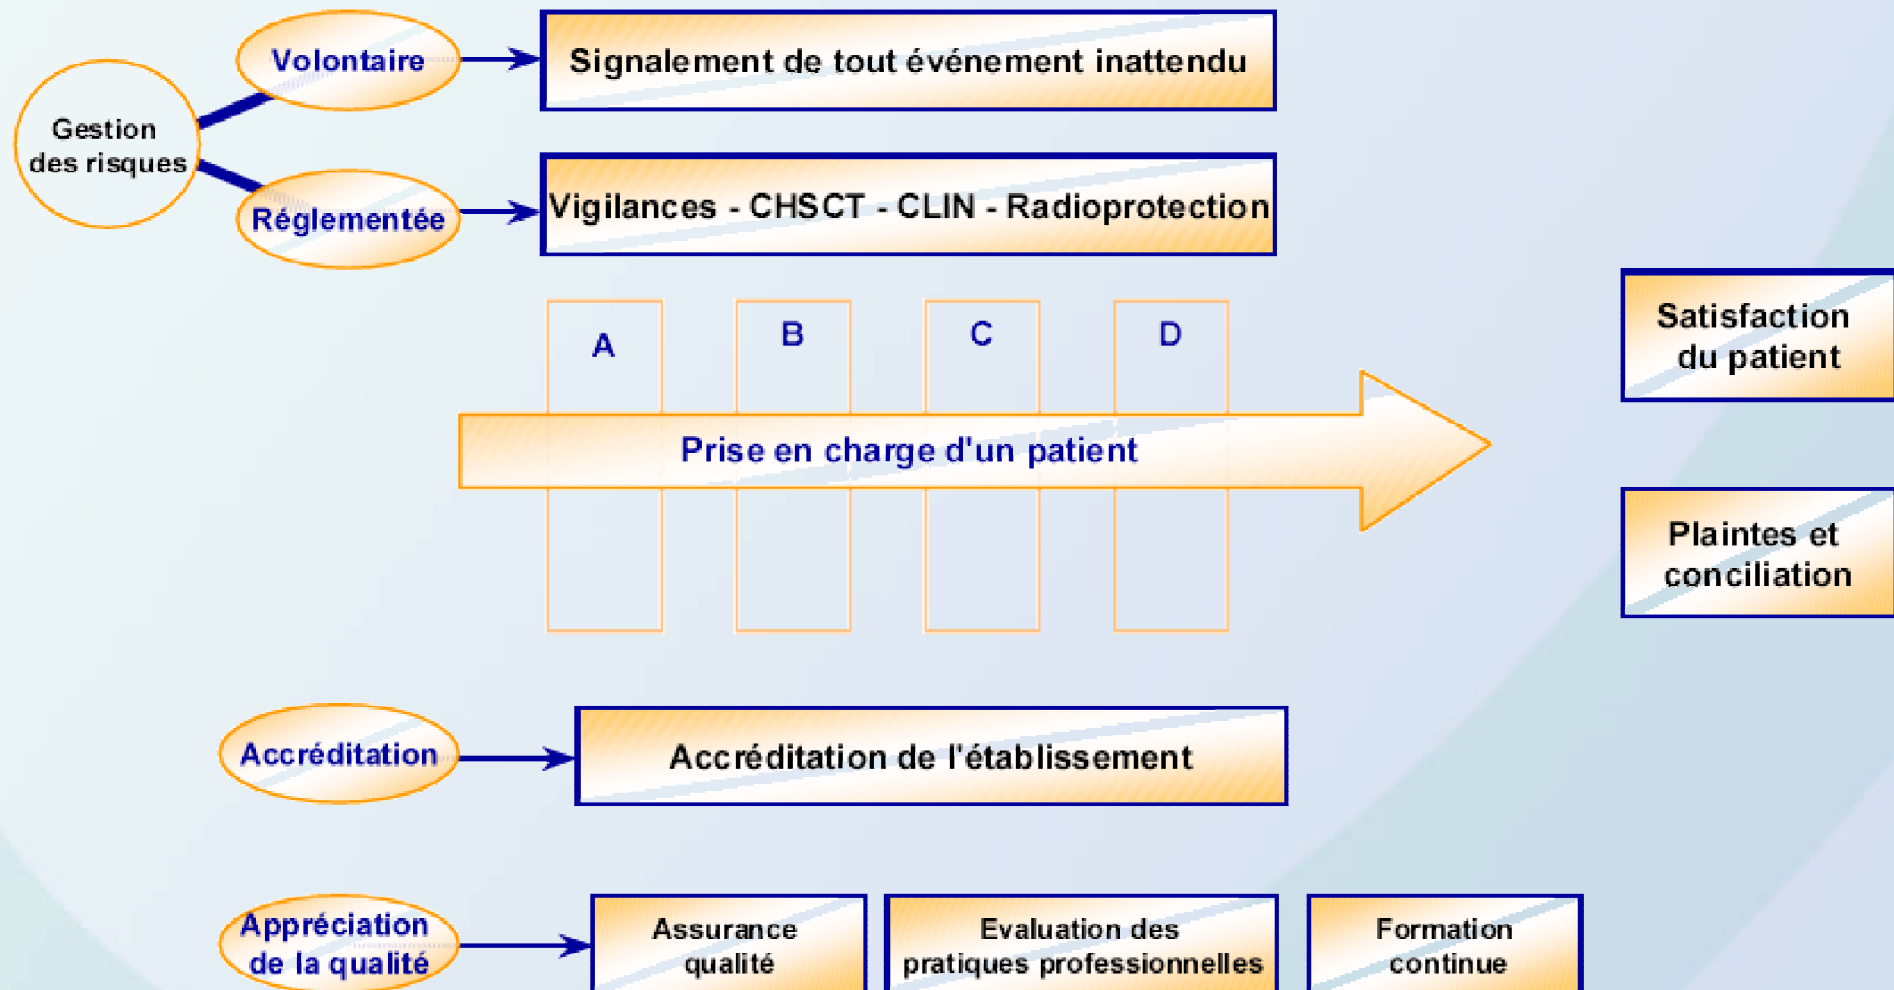 Volontaire
Signalement de tout événement inattendu
Gestion
des risques
Réglementée
Vigilances - CHSCT - CLIN - Radioprotection
A
B
C
D
Satisfaction
du patient
Prise en charge d'un patient
Plaintes et
conciliation
Accréditation
Accréditation de l'établissement
Appréciation
de la qualité
Assurance
qualité
Evaluation des
pratiques professionnelles
Formation
continue